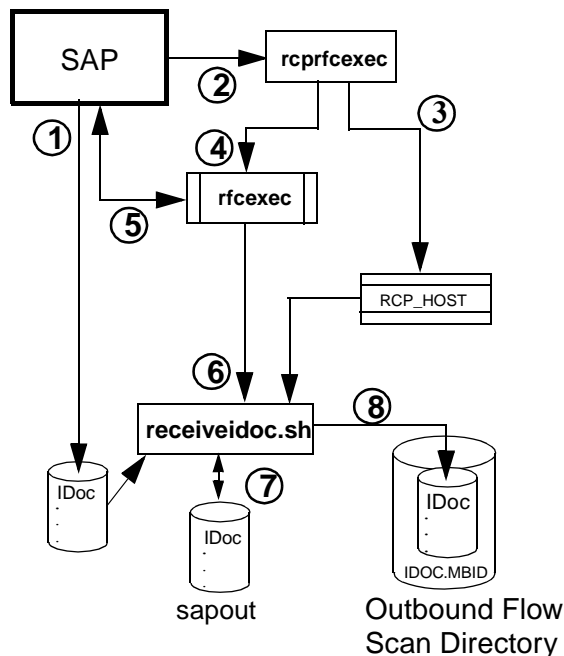 SAP
rcprfcexec
1
2
3
4
rfcexec
5
RCP_HOST
6
8
receiveidoc.sh
7
IDoc
.
.
.
IDoc
.
.
.
sapout
IDoc
.
.
.
IDOC.MBID
Outbound Flow
Scan Directory